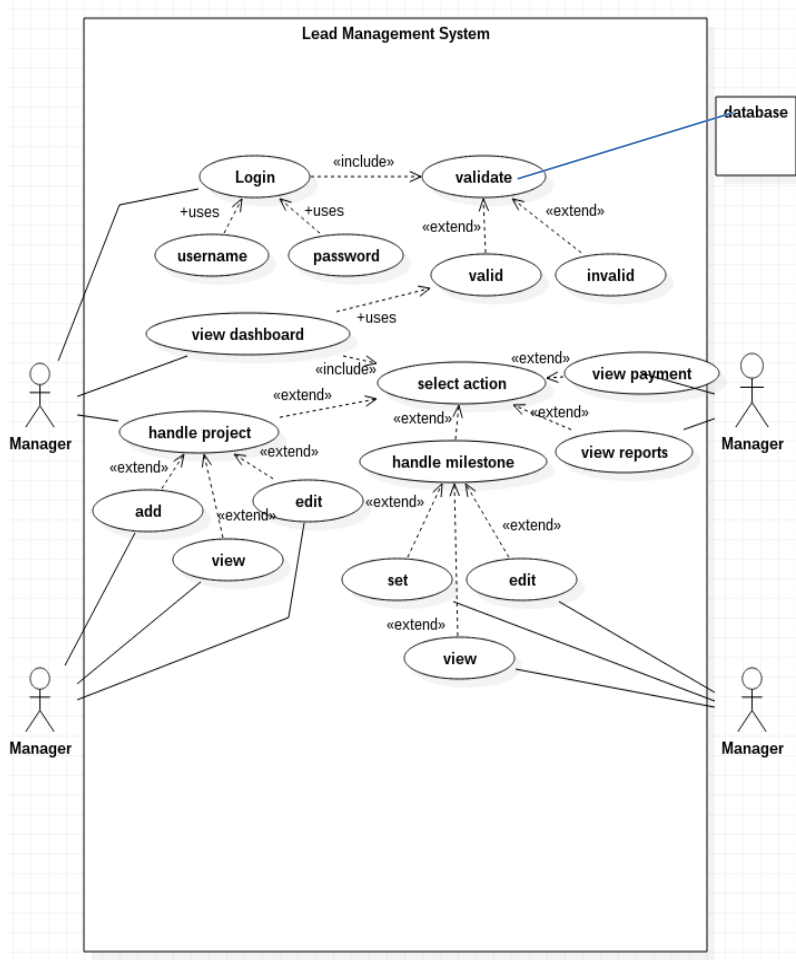 Lead Management System
database
«include»
Login
validate
+uses
+uses
«extend»
«extend»
username
password
valid
invalid
+uses
view dashboard
«include»
«extend»
view payment
select action
«extend»
«extend»
«extend»
handle project
Manager
Manager
«extend»
view reports
handle milestone
«extend»
edit
«extend»
add
«extend»
«extend»
view
set
edit
«extend»
view
Manager
Manager